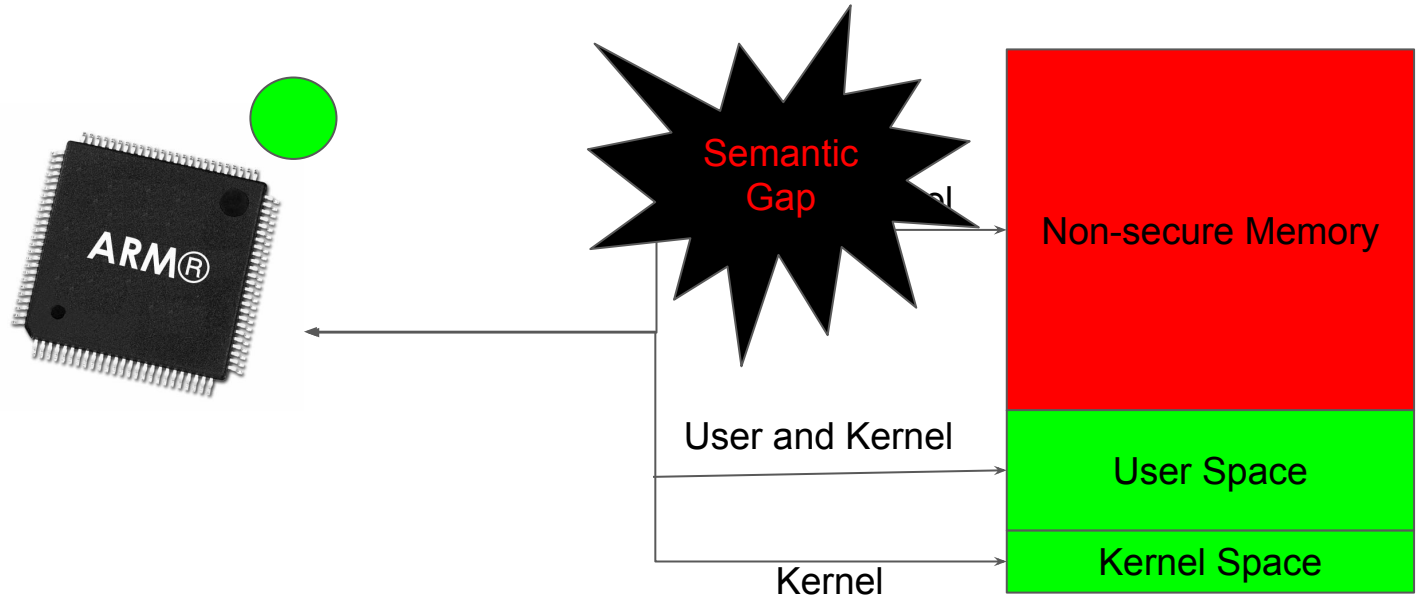 ARM®
Semantic
Gap
Non-secure Memory
User and Kernel
User Space
Kernel Space
Kernel